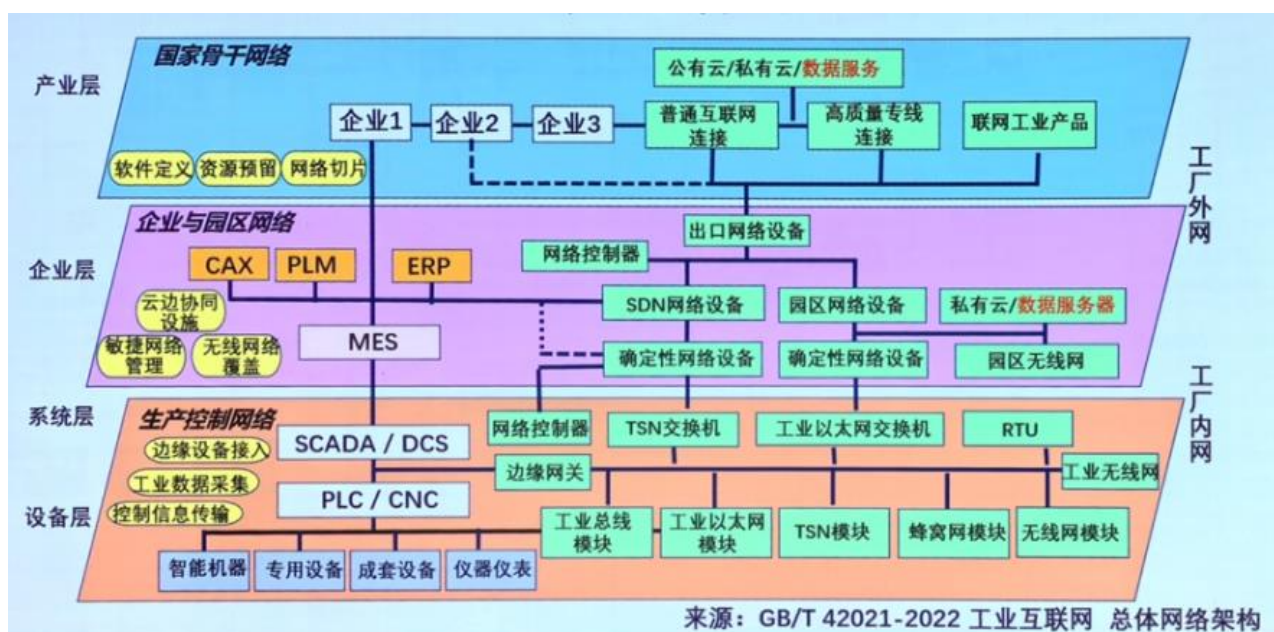 国家骨干网络
公有云/私有云/数据服务
产业层
企业1
企业2
企业3
普通互联网
连接
高质量专线
连接
联网工业产品
软件定义
资源预留
网络切片
工厂外网
企业与园区网络
出口网络设备
网络控制器
企业层
CAX
PLM
ERP
SDN网络设备
园区网络设备
私有云/数据服务器
云边协同
设施
MES
敏捷网络
管理
无线网络
覆盖
确定性网络设备
确定性网络设备
园区无线网
工厂内网
系统层
生产控制网络
网络控制器
TSN交换机
工业以太网交换机
RTU
边缘设备接入
SCADA / DCS
边缘网关
工业无线网
工业数据采集
PLC / CNC
设备层
控制信息传输
工业总线
模块
工业以太网
模块
TSN模块
蜂窝网模块
无线网模块
智能机器
专用设备
成套设备
仪器仪表
来源：GB/T 42021-2022 工业互联网 总体网络架构